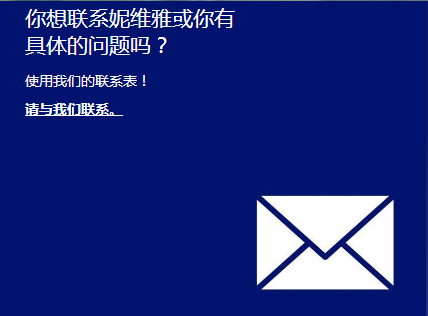 你想联系妮维雅或你有
具体的问题吗？
使用我们的联系表！
请与我们联系。